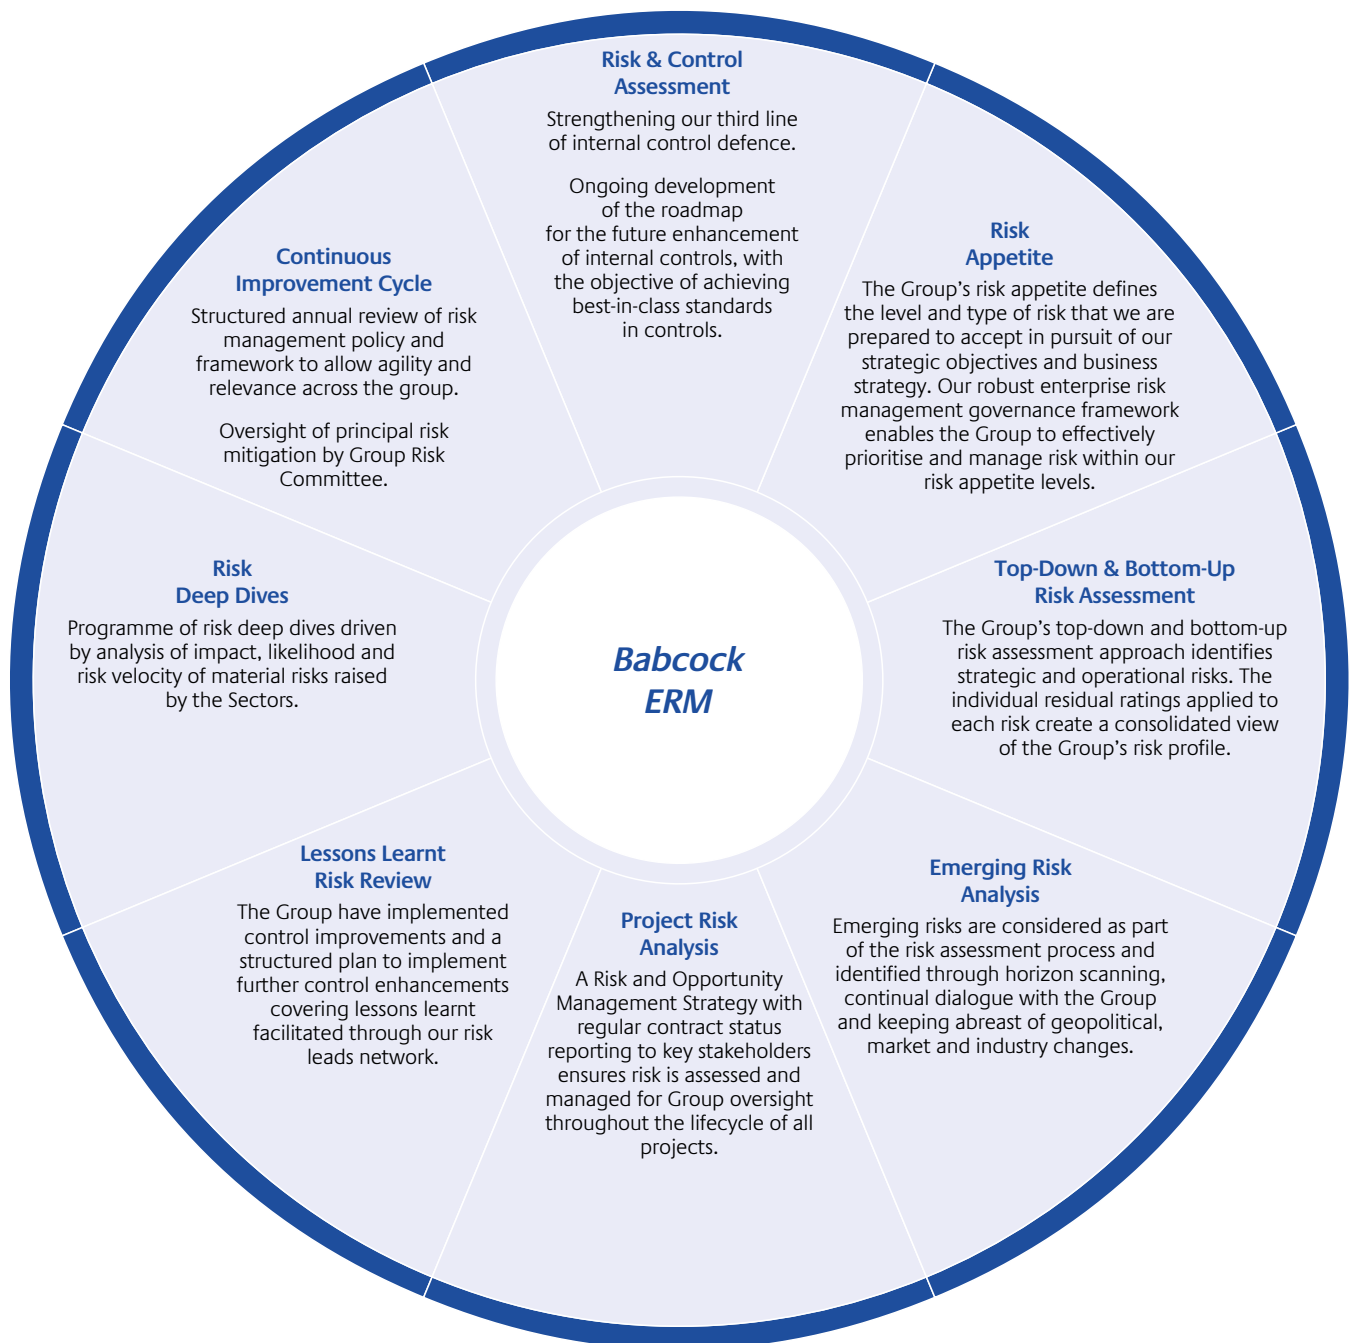 Risk & Control
Assessment
Strengthening our third line
of internal control defence.
Ongoing development
of the roadmap
for the future enhancement
of internal controls, with
the objective of achieving
best-in-class standards
in controls.
Risk
Appetite
The Group's risk appetite defines
the level and type of risk that we are
prepared to accept in pursuit of our
strategic objectives and business
strategy. Our robust enterprise risk
management governance framework
enables the Group to effectively
prioritise and manage risk within our
risk appetite levels.
Top-Down & Bottom-Up
Risk Assessment
The Group's top-down and bottom-up
risk assessment approach identifies
strategic and operational risks. The
individual residual ratings applied to
each risk create a consolidated view
of the Group's risk profile.
Emerging Risk
Analysis
Emerging risks are considered as part
of the risk assessment process and
identified through horizon scanning,
continual dialogue with the Group
and keeping abreast of geopolitical,
market and industry changes.
Project Risk
Analysis
A Risk and Opportunity
Management Strategy with
regular contract status
reporting to key stakeholders
ensures risk is assessed and
managed for Group oversight
throughout the lifecycle of all
projects.
Lessons Learnt
Risk Review
The Group have implemented
control improvements and a
structured plan to implement
further control enhancements
covering lessons learnt
facilitated through our risk
leads network.
Risk
Deep Dives
Programme of risk deep dives driven
by analysis of impact, likelihood and
risk velocity of material risks raised
by the Sectors.
Continuous
Improvement Cycle
Structured annual review of risk
management policy and
framework to allow agility and
relevance across the group.
Oversight of principal risk
mitigation by Group Risk
Committee.
Babcock
ERM